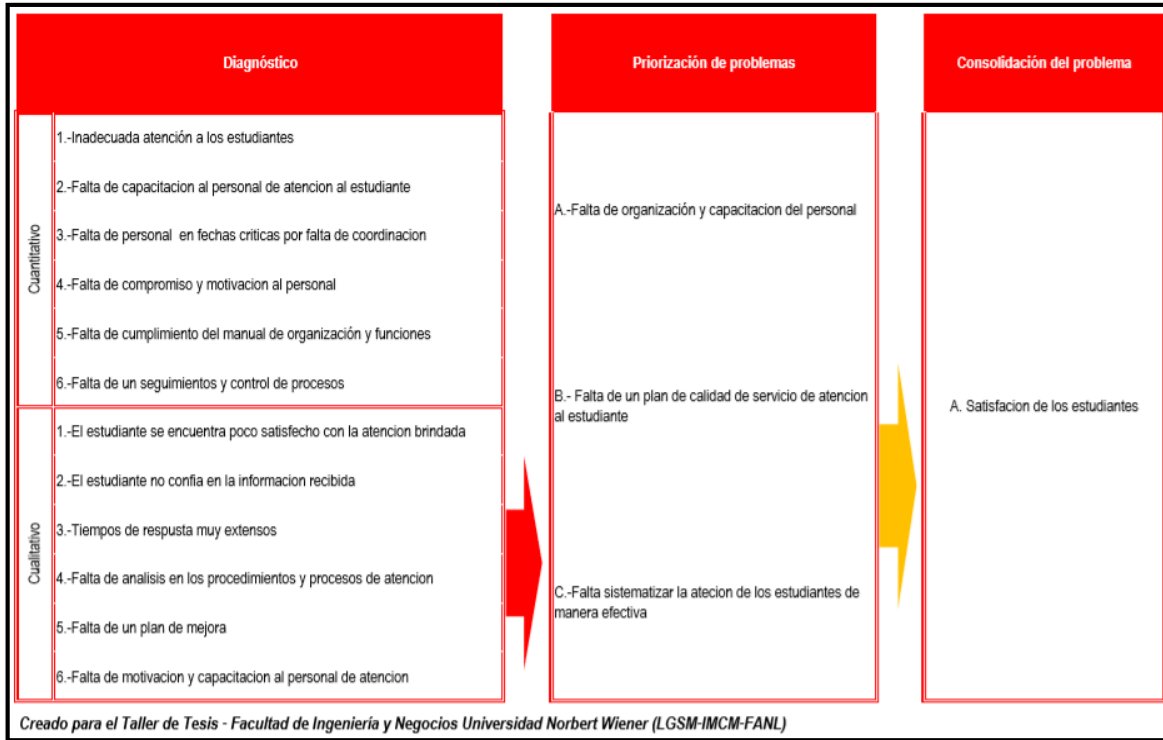 Diagnóstico
Priorización de problemas
Consolidación del problema
Cuantitativo
1.-Inadecuada atención a los estudiantes
2.-Falta de capacitacion al personal de atencion al estudiante
3.-Falta de personal en fechas criticas por falta de coordinacion
4.-Falta de compromiso y motivacion al personal
5.-Falta de cumplimiento del manual de organización y funciones
6.-Falta de un seguimientos y control de procesos
Cualitativo
1.-El estudiante se encuentra poco satisfecho con la atencion brindada
2.-El estudiante no confia en la informacion recibida
3.-Tiempos de respusta muy extensos
4.-Falta de analisis en los procedimientos y procesos de atencion
5.-Falta de un plan de mejora
6.-Falta de motivacion y capacitacion al personal de atencion
A.-Falta de organización y capacitacion del personal
B.- Falta de un plan de calidad de servicio de atencion
al estudiante
C.-Falta sistematizar la atecion de los estudiantes de
manera efectiva
A. Satisfacion de los estudiantes
Creado para el Taller de Tesis - Facultad de Ingeniería y Negocios Universidad Norbert Wiener (LGSM-IMCM-FANL)